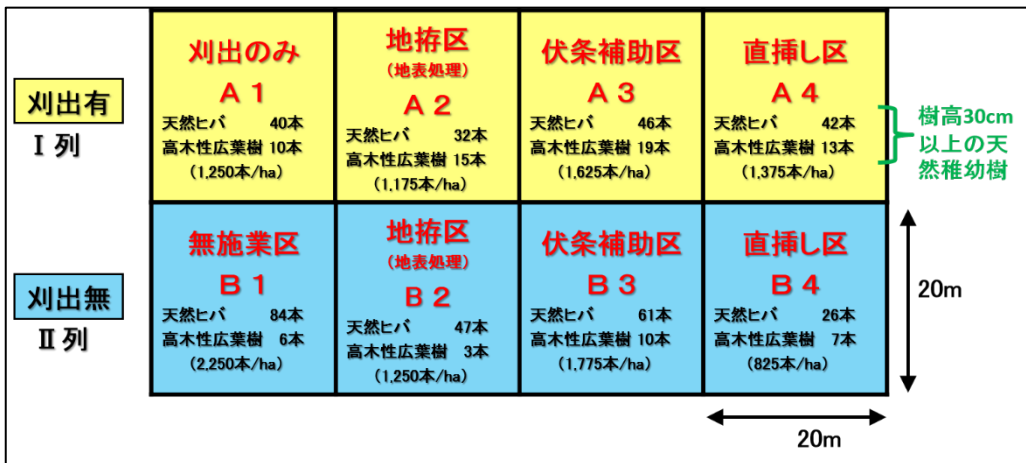 刈出有
Ⅰ列
刈出のみ
A1
天然ヒバ 40本
高木性広葉樹 10本
(1,250本/ha)
地拵区
(地表処理)
A2
天然ヒバ 32本
高木性広葉樹 15本
(1,175本/ha)
伏条補助区
A3
天然ヒバ 46本
高木性広葉樹 19本
(1,625本/ha)
直挿し区
A4
天然ヒバ 42本
高木性広葉樹 13本
(1,375本/ha)
樹高30cm
以上の天
然稚幼樹
刈出無
Ⅱ列
無施業区
B1
天然ヒバ 84本
高木性広葉樹 6本
(2,250本/ha)
地拵区
(地表処理)
B2
天然ヒバ 47本
高木性広葉樹 3本
(1,250本/ha)
伏条補助区
B3
天然ヒバ 61本
高木性広葉樹 10本
(1,775本/ha)
直挿し区
B4
天然ヒバ 26本
高木性広葉樹 7本
(825本/ha)
20m
20m